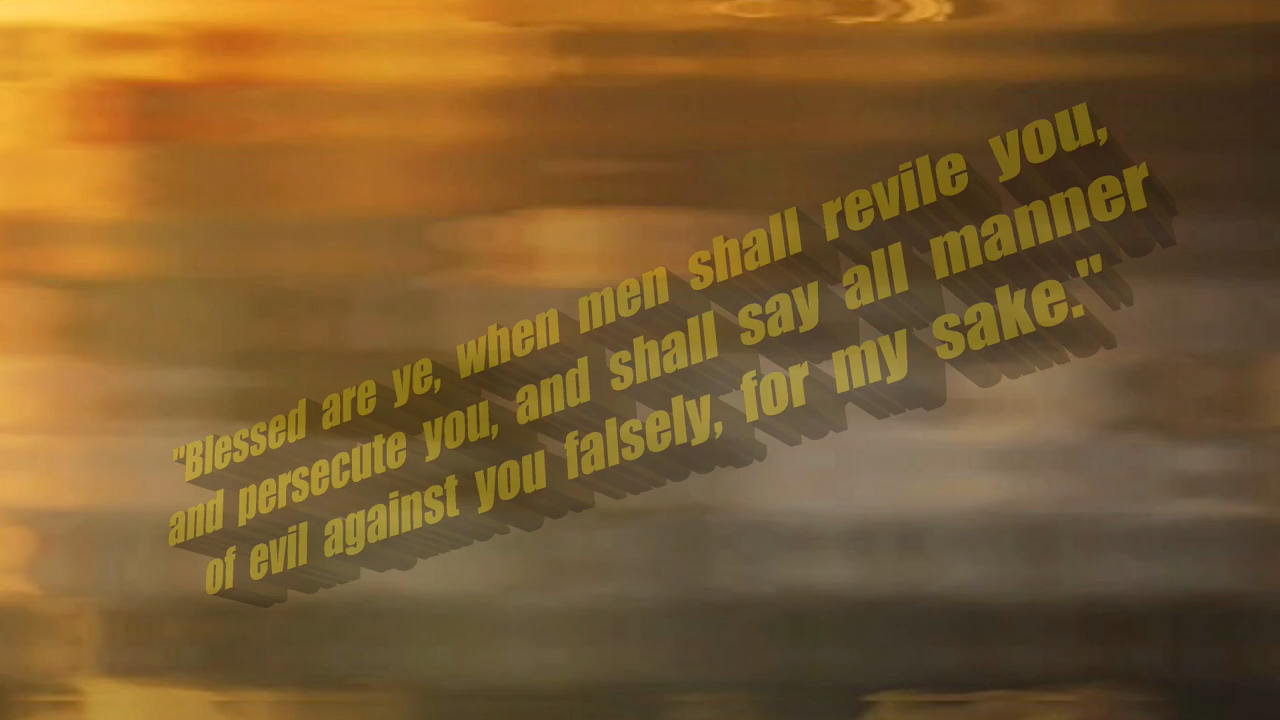 "Blessed are ye, when men shall revile you,
and persecute you, and shall say all manner
of evil against you falsely, for my sake."